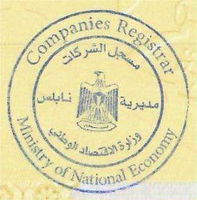 Companies Registrar
مسجل الشركات
مديرية نابلس
وزارة الاقتصاد الوطني
Ministry of National Economy